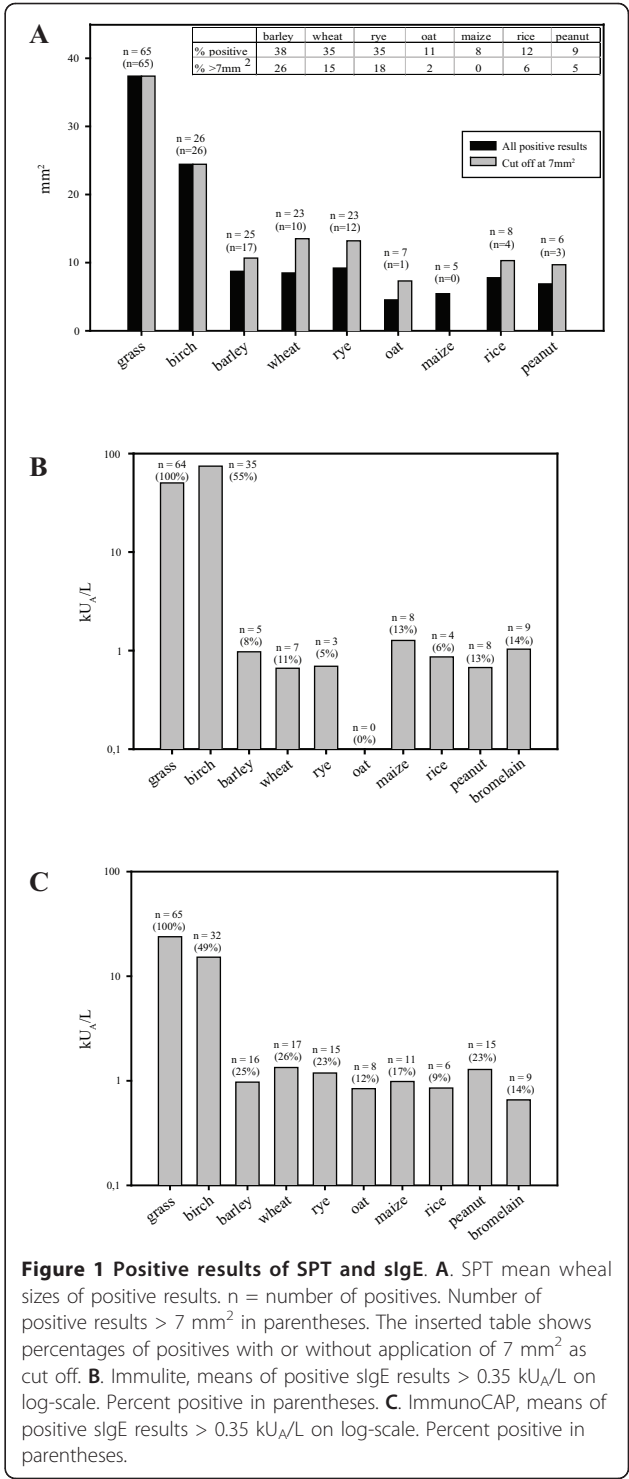 A
barley wheat rye oat maize rice peanut
% positive 38 35 35 11 8 12 9
% >7mm² 26 15 18 2 0 6 5
All positive results
Cut off at 7mm²
mm²
40
30
20
10
0
n = 65
(n=65)
n = 26
(n=26)
n = 25
(n=17)
n = 23
(n=10)
n = 23
(n=12)
n = 7
(n=1)
n = 5
(n=0)
n = 8
(n=4)
n = 6
(n=3)
grass birch barley wheat rye oat maize rice peanut
B
kU_A/L
100
10
1
0,1
n = 64
(100%)
n = 35
(55%)
n = 5
(8%)
n = 7
(11%)
n = 3
(5%)
n = 0
(0%)
n = 8
(13%)
n = 4
(6%)
n = 8
(13%)
n = 9
(14%)
grass birch barley wheat rye oat maize rice peanut bromelain
C
kU_A/L
100
10
1
0,1
n = 65
(100%)
n = 32
(49%)
n = 16
(25%)
n = 17
(26%)
n = 15
(23%)
n = 8
(12%)
n = 11
(17%)
n = 6
(9%)
n = 15
(23%)
n = 9
(14%)
grass birch barley wheat rye oat maize rice peanut bromelain
Figure 1 Positive results of SPT and sIgE. A. SPT mean wheal
sizes of positive results. n = number of positives. Number of
positive results > 7 mm² in parentheses. The inserted table shows
percentages of positives with or without application of 7 mm² as
cut off. B. Immulite, means of positive sIgE results > 0.35 kU_A/L on
log-scale. Percent positive in parentheses. C. ImmunoCAP, means of
positive sIgE results > 0.35 kU_A/L on log-scale. Percent positive in
parentheses.